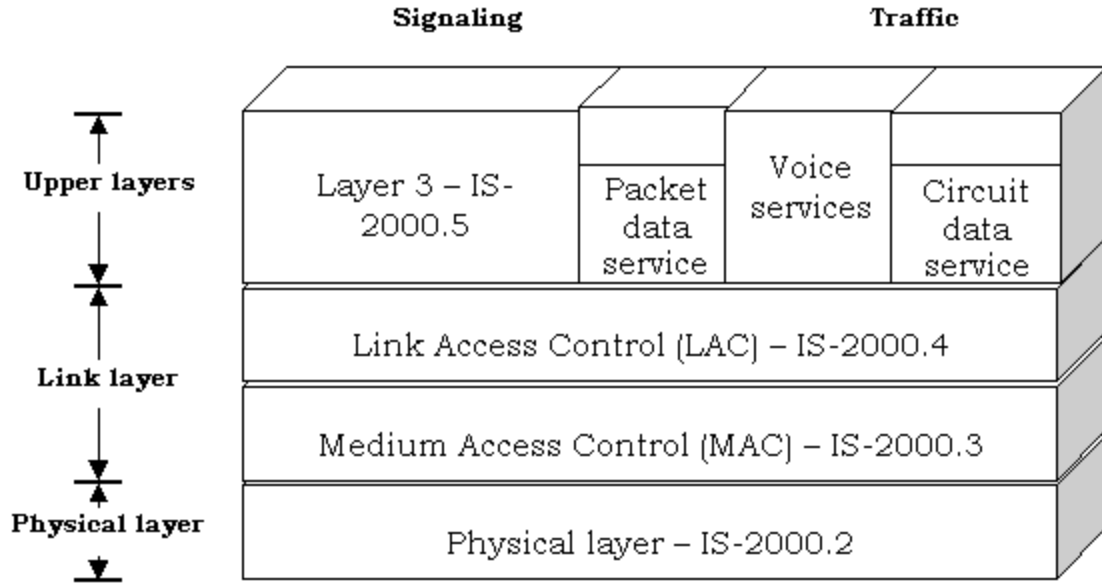 Signaling
Traffic
Upper layers
Layer 3 – IS-
2000.5
Packet
data
service
Voice
services
Circuit
data
service
Link layer
Link Access Control (LAC) – IS-2000.4
Medium Access Control (MAC) – IS-2000.3
Physical layer
Physical layer – IS-2000.2